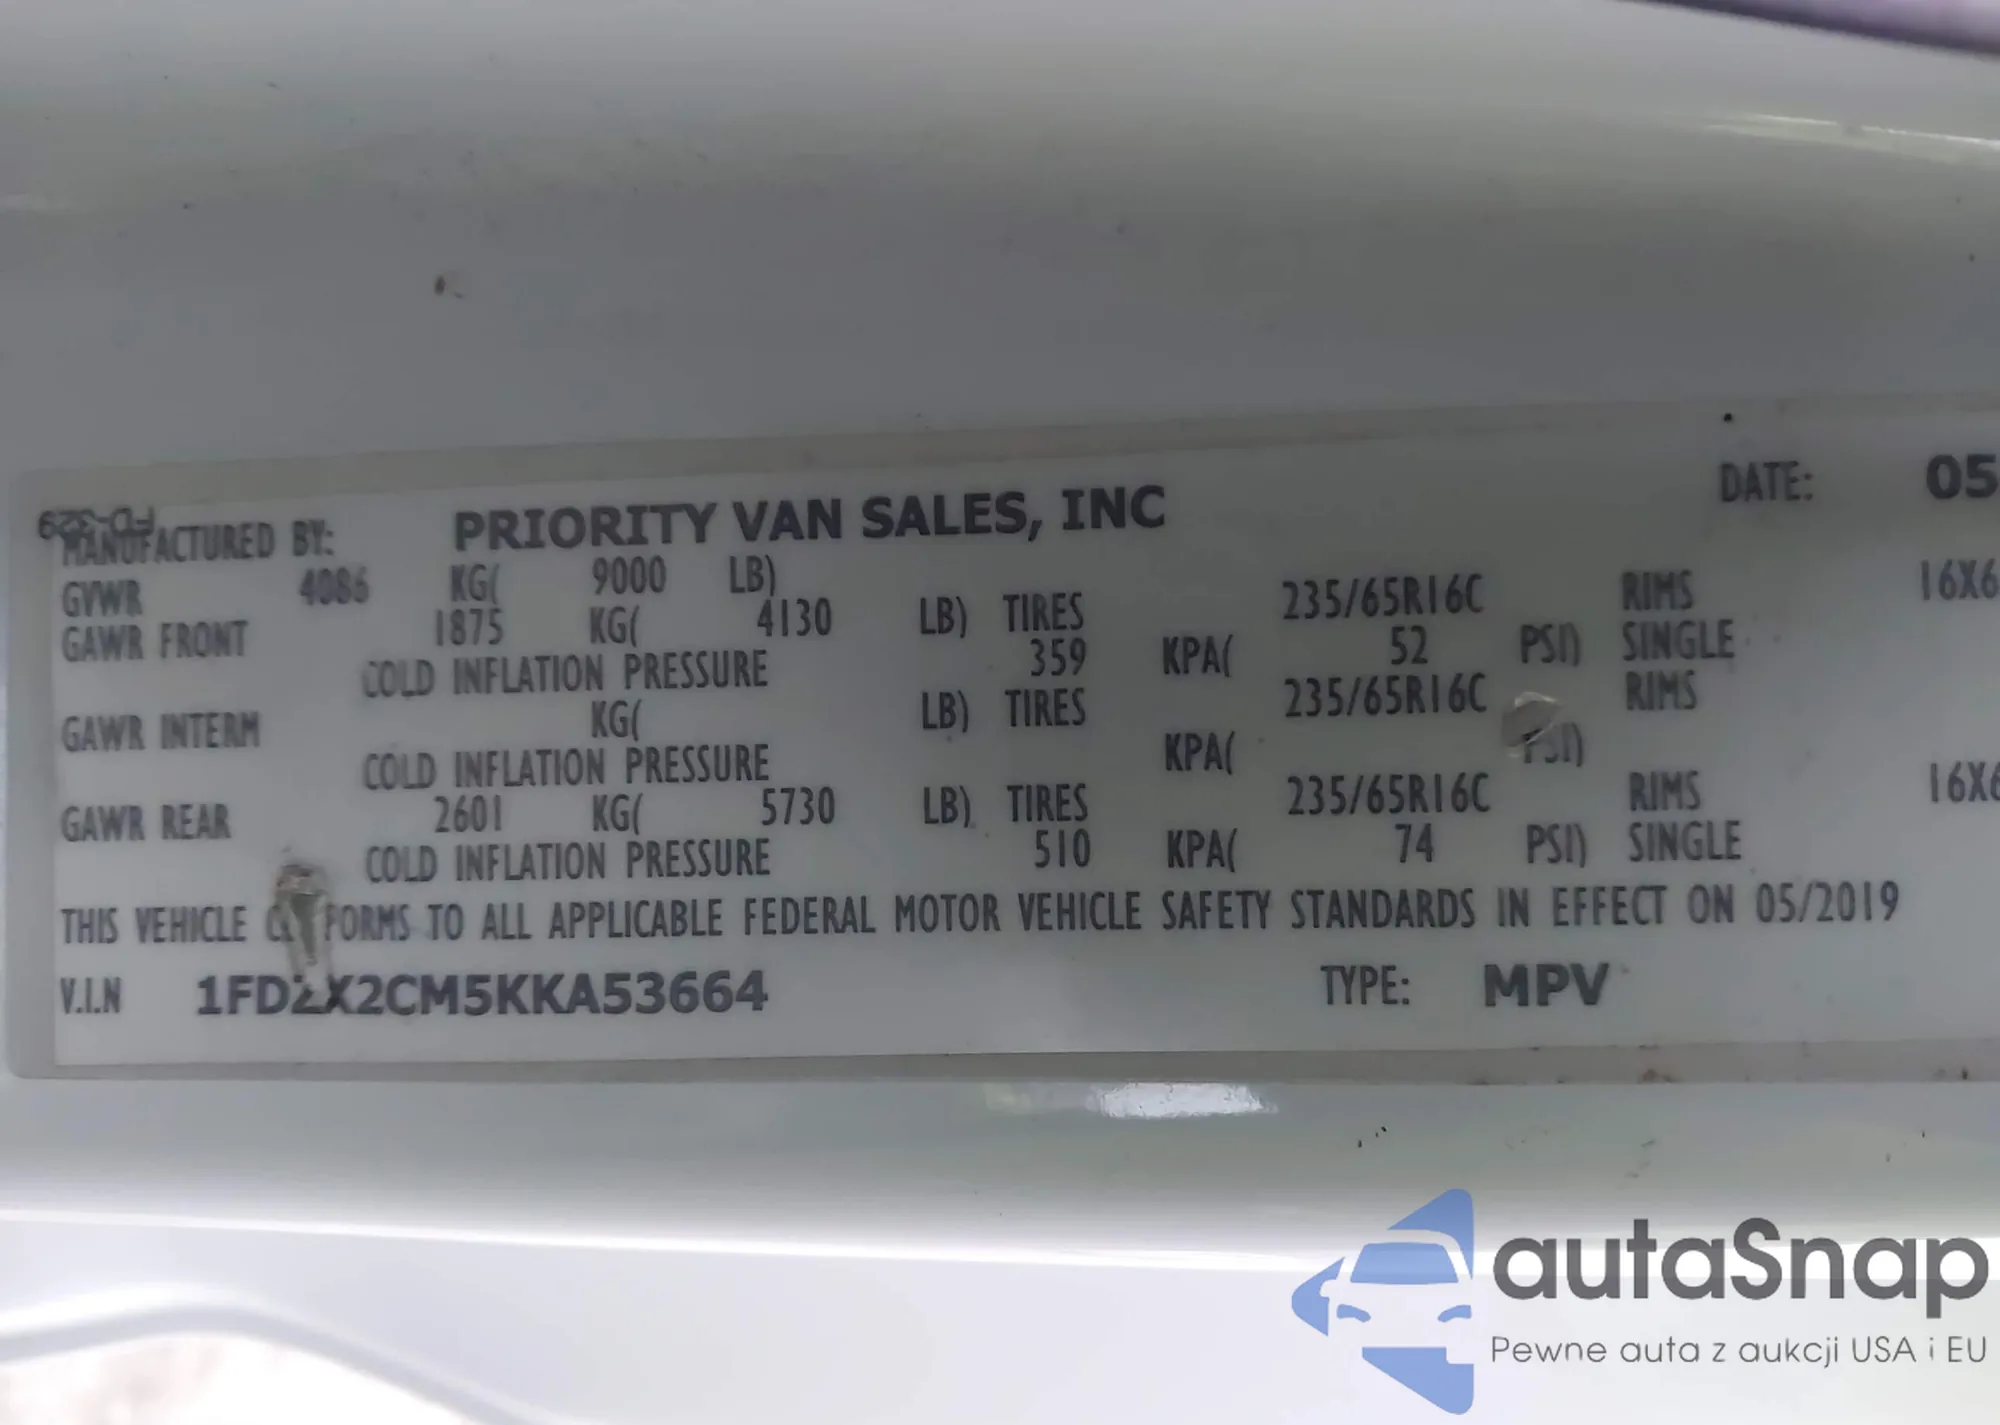 FD-329
MANUFACTURED BY: PRIORITY VAN SALES, INC DATE: 05
GVWR 4086 KG( 9000 LB)
GAWR FRONT 1875 KG( 4130 LB) TIRES 235/65R16C RIMS 16X6
COLD INFLATION PRESSURE 359 KPA( 52 PSI) SINGLE
GAWR INTERM KG( LB) TIRES 235/65R16C RIMS
COLD INFLATION PRESSURE KPA( PSI)
GAWR REAR 2601 KG( 5730 LB) TIRES 235/65R16C RIMS 16X6
COLD INFLATION PRESSURE 510 KPA( 74 PSI) SINGLE
THIS VEHICLE TO ALL APPLICABLE FEDERAL MOTOR VEHICLE SAFETY STANDARDS IN EFFECT ON 05/2019
V.I.N 1FDZX2CM5KKA53664 TYPE: MPV
autaSnap
Pewne auta z aukcji USA i EU